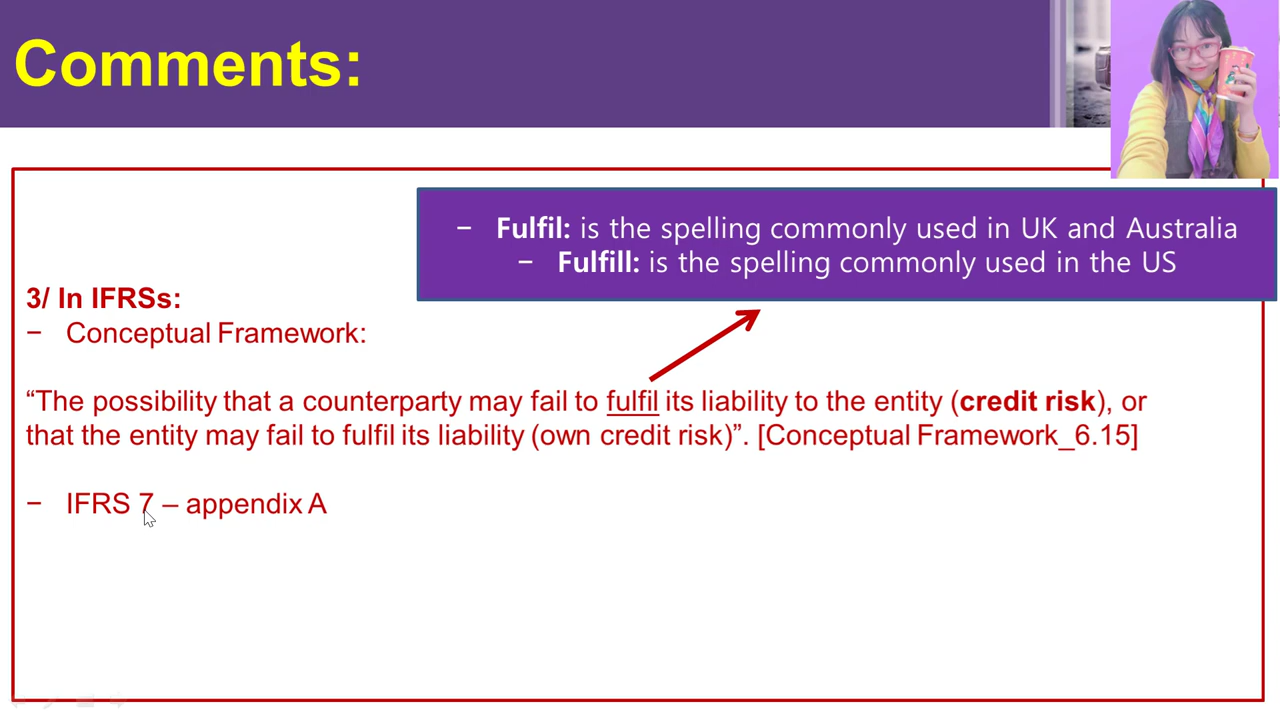 Comments:
− Fulfil: is the spelling commonly used in UK and Australia
− Fulfill: is the spelling commonly used in the US
3/ In IFRSs:
− Conceptual Framework:
“The possibility that a counterparty may fail to fulfil its liability to the entity (credit risk), or
that the entity may fail to fulfil its liability (own credit risk)”. [Conceptual Framework_6.15]
− IFRS 7 – appendix A